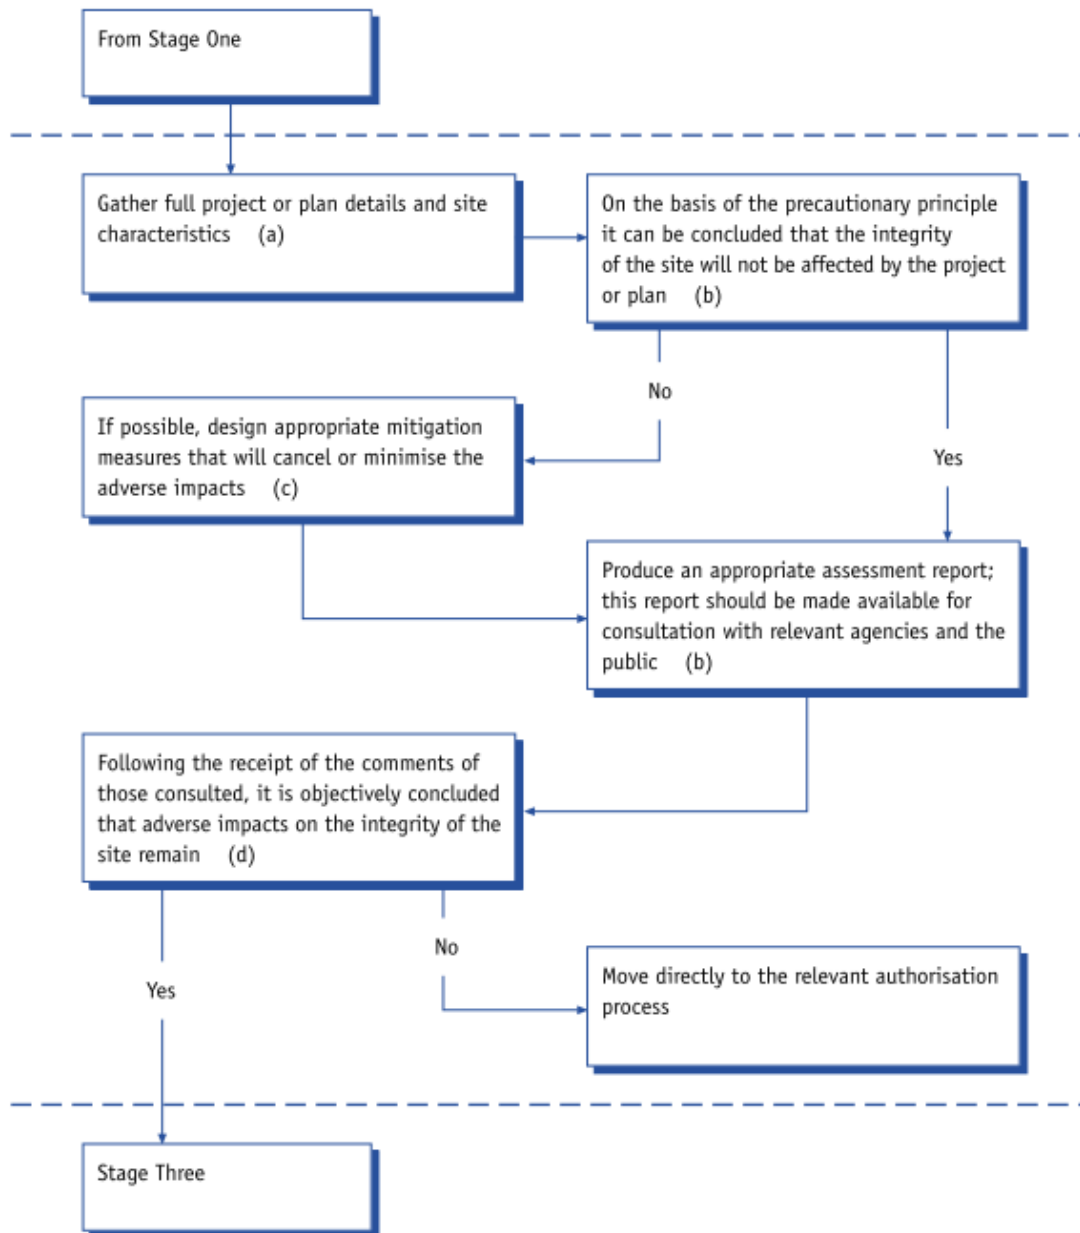 From Stage One
Gather full project or plan details and site
characteristics (a)
On the basis of the precautionary principle
it can be concluded that the integrity
of the site will not be affected by the project
or plan (b)
No
Yes
If possible, design appropriate mitigation
measures that will cancel or minimise the
adverse impacts (c)
Produce an appropriate assessment report;
this report should be made available for
consultation with relevant agencies and the
public (b)
Following the receipt of the comments of
those consulted, it is objectively concluded
that adverse impacts on the integrity of the
site remain (d)
No
Yes
Move directly to the relevant authorisation
process
Stage Three